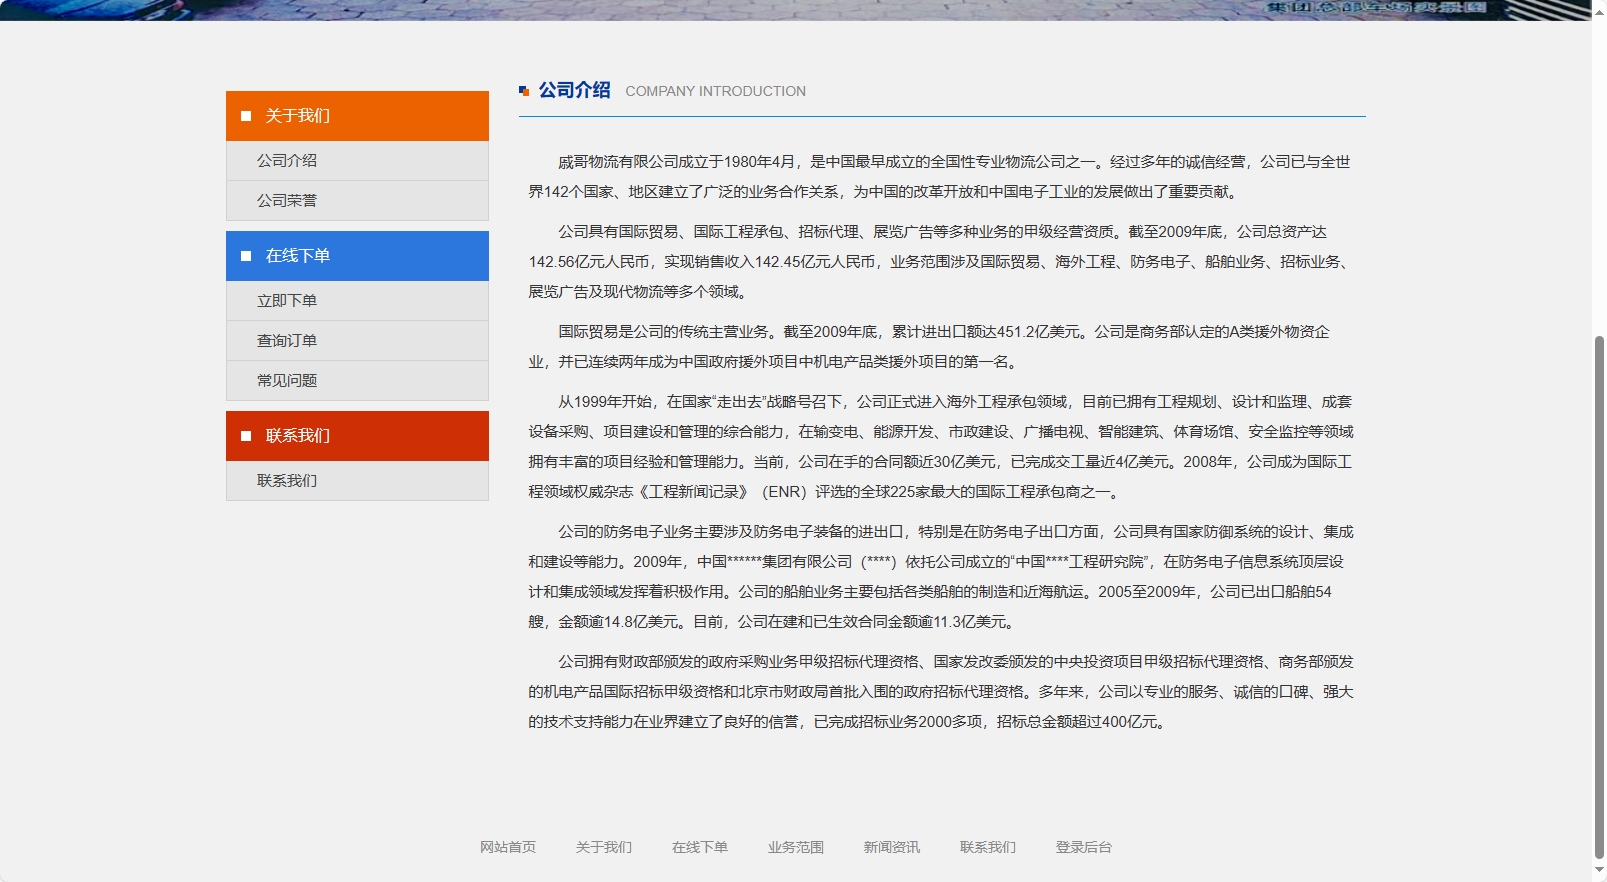 集团总部车场实景图
关于我们
公司介绍
公司荣誉
在线下单
立即下单
查询订单
常见问题
联系我们
联系我们
公司介绍 COMPANY INTRODUCTION
戚哥物流有限公司成立于1980年4月，是中国最早成立的全国性专业物流公司之一。经过多年的诚信经营，公司已与全世
界142个国家、地区建立了广泛的业务合作关系，为中国的改革开放和中国电子工业的发展做出了重要贡献。
公司具有国际贸易、国际工程承包、招标代理、展览广告等多种业务的甲级经营资质。截至2009年底，公司总资产达
142.56亿元人民币，实现销售收入142.45亿元人民币，业务范围涉及国际贸易、海外工程、防务电子、船舶业务、招标业务、
展览广告及现代物流等多个领域。
国际贸易是公司的传统主营业务。截至2009年底，累计进出口额达451.2亿美元。公司是商务部认定的A类援外物资企
业，并已连续两年成为中国政府援外项目中机电产品类援外项目的第一名。
从1999年开始，在国家“走出去”战略号召下，公司正式进入海外工程承包领域，目前已拥有工程规划、设计和监理、成套
设备采购、项目建设和管理的综合能力，在输变电、能源开发、市政建设、广播电视、智能建筑、体育场馆、安全监控等领域
拥有丰富的项目经验和管理能力。当前，公司在手的合同额近30亿美元，已完成交工量近4亿美元。2008年，公司成为国际工
程领域权威杂志《工程新闻记录》（ENR）评选的全球225家最大的国际工程承包商之一。
公司的防务电子业务主要涉及防务电子装备的进出口，特别是在防务电子出口方面，公司具有国家防御系统的设计、集成
和建设等能力。2009年，中国******集团有限公司（****）依托公司成立的“中国****工程研究院”，在防务电子信息系统顶层设
计和集成领域发挥着积极作用。公司的船舶业务主要包括各类船舶的制造和近海航运。2005至2009年，公司已出口船舶54
艘，金额逾14.8亿美元。目前，公司在建和已生效合同金额逾11.3亿美元。
公司拥有财政部颁发的政府采购业务甲级招标代理资格、国家发改委颁发的中央投资项目甲级招标代理资格、商务部颁发
的机电产品国际招标甲级资格和北京市财政局首批入围的政府招标代理资格。多年来，公司以专业的服务、诚信的口碑、强大
的技术支持能力在业界建立了良好的信誉，已完成招标业务2000多项，招标总金额超过400亿元。
网站首页 关于我们 在线下单 业务范围 新闻资讯 联系我们 登录后台